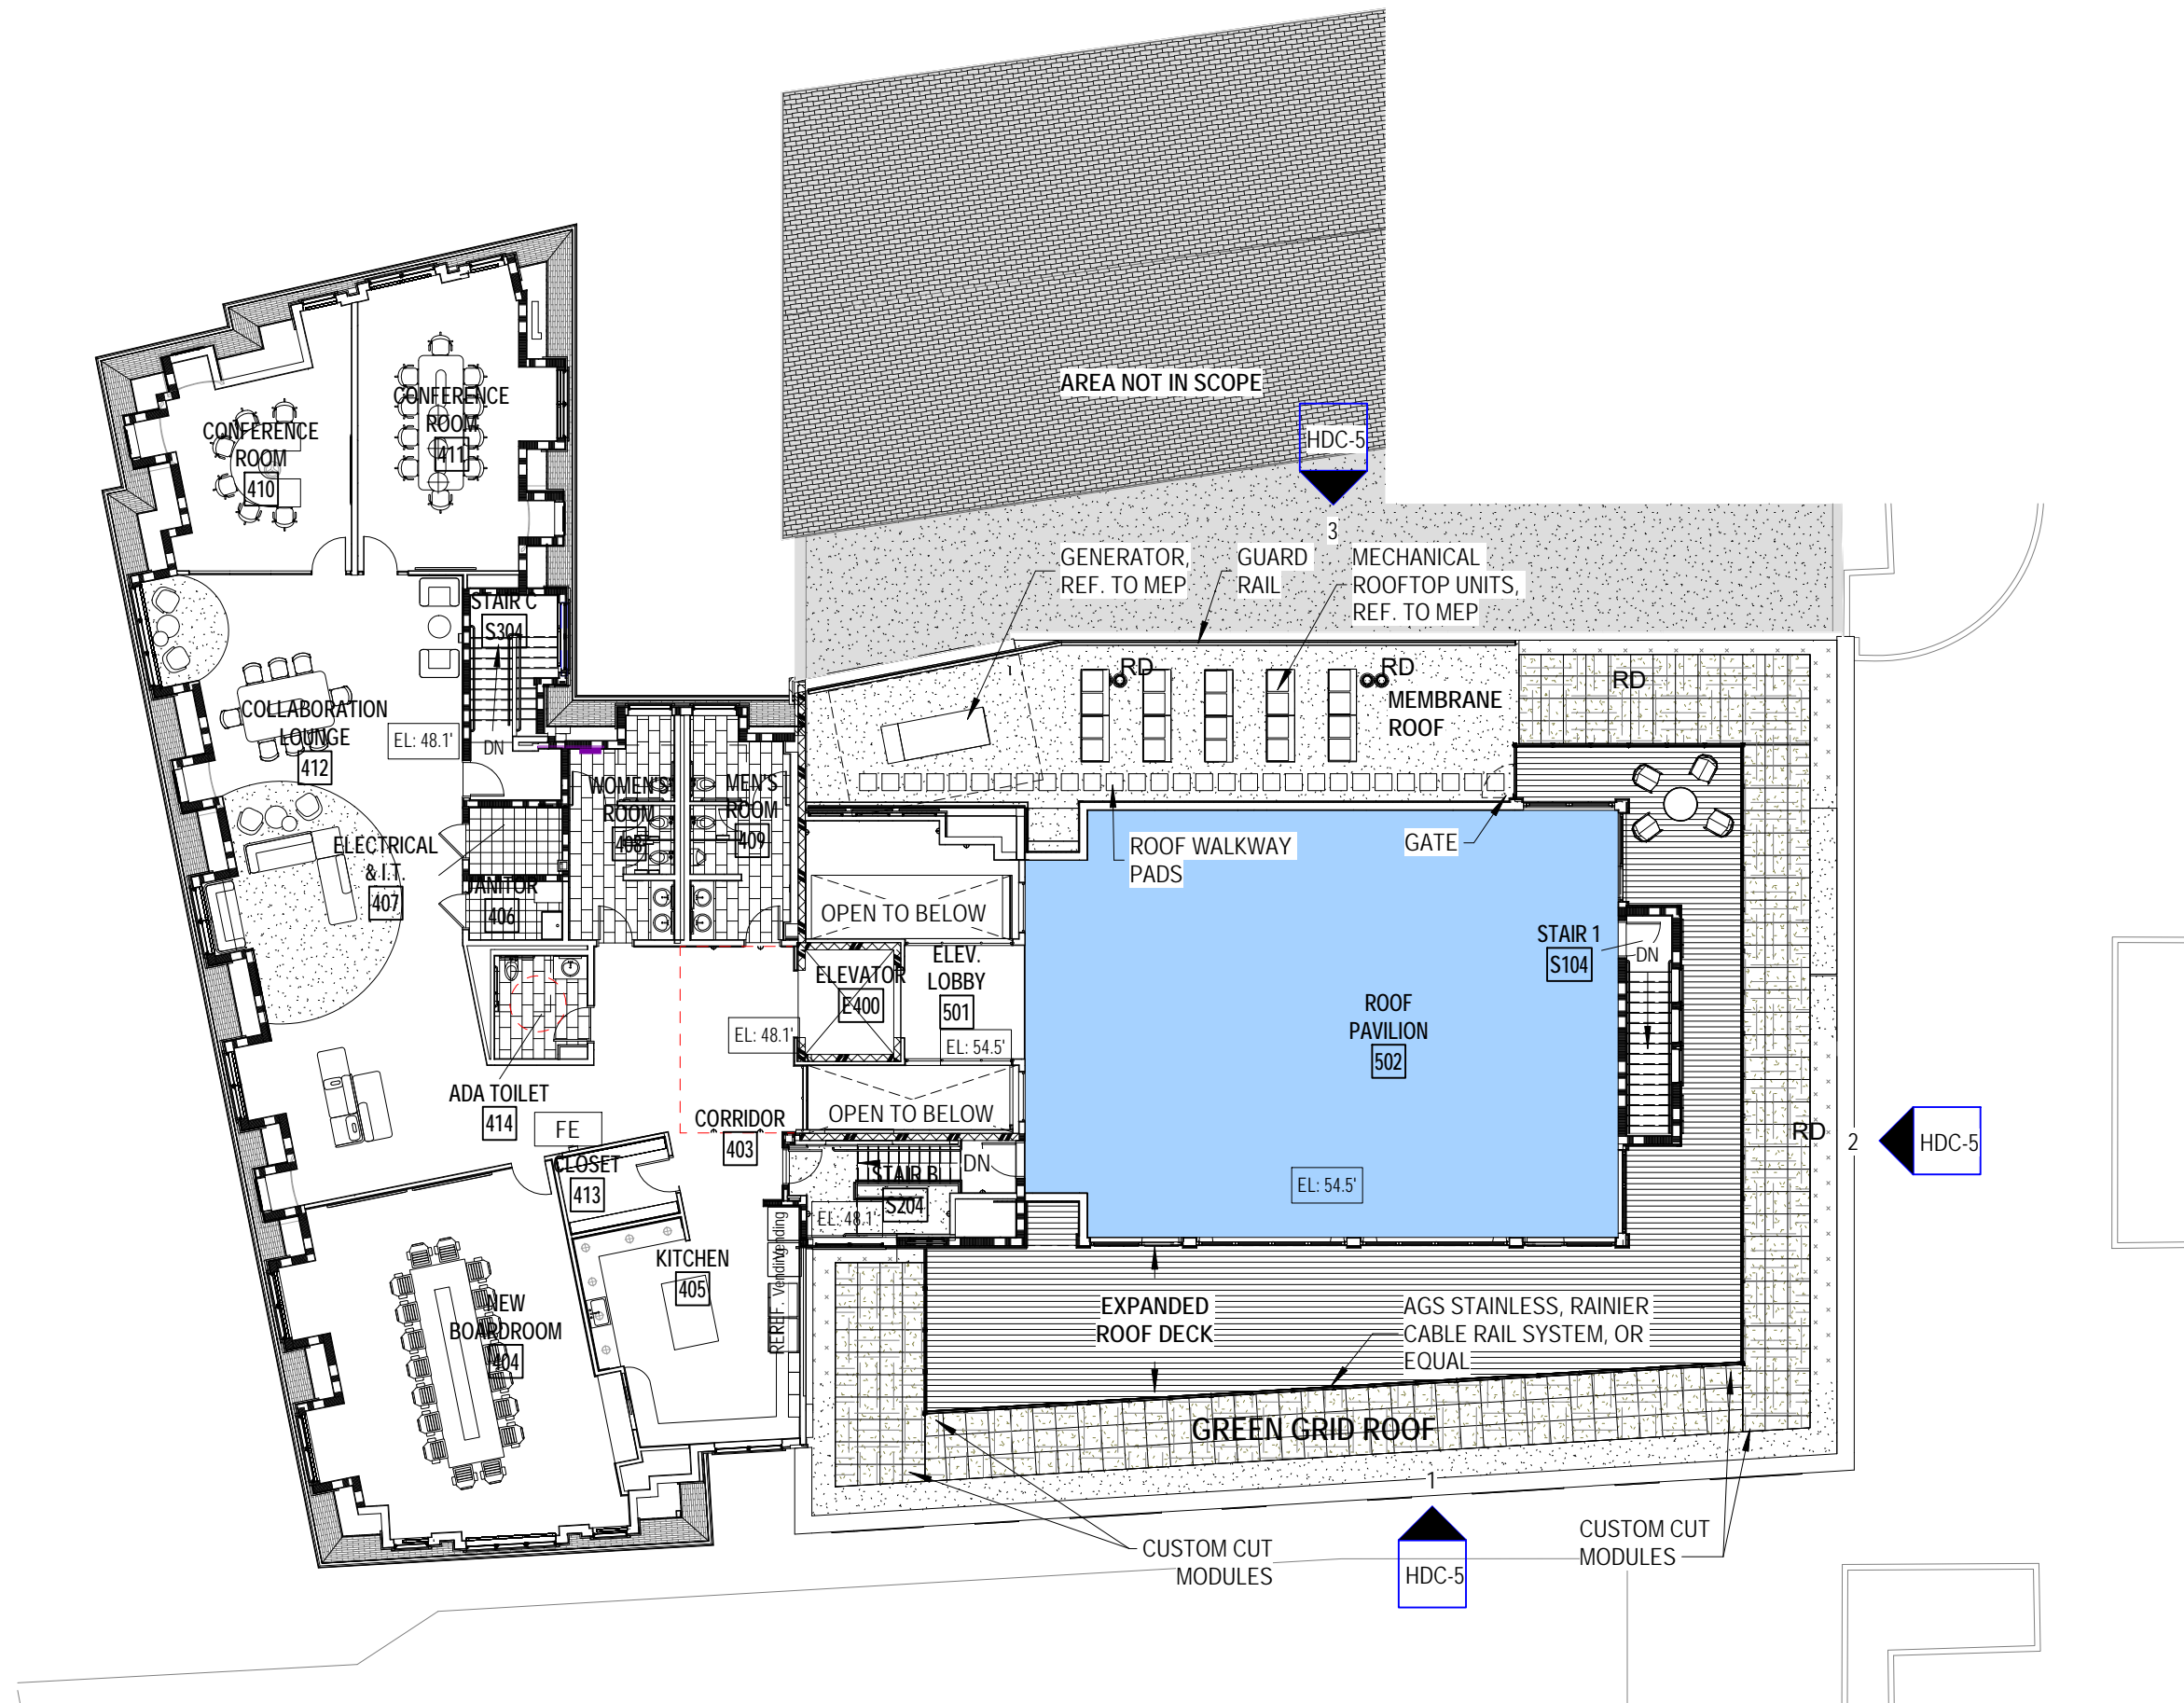 AREA NOT IN SCOPE
HDC-5
3
GENERATOR,
REF. TO MEP
GUARD
RAIL
MECHANICAL
ROOFTOP UNITS,
REF. TO MEP
CONFERENCE
ROOM
410
CONFERENCE
ROOM
411
STAIR C
S304
DN
COLLABORATION
LOUNGE
412
EL: 48.1'
WOMEN'S
ROOM
408
MEN'S
ROOM
409
ELECTRICAL
& I.T.
407
JANITOR
406
RD
RD
MEMBRANE
ROOF
RD
ROOF WALKWAY
PADS
GATE
OPEN TO BELOW
ELEVATOR
E400
ELEV.
LOBBY
501
EL: 48.1'
EL: 54.5'
OPEN TO BELOW
ROOF
PAVILION
502
STAIR 1
S104
DN
ADA TOILET
414
FE
CORRIDOR
403
CLOSET
413
STAIR B
S204
DN
EL: 48.1'
EL: 54.5'
RD
2
HDC-5
KITCHEN
405
Vending
Vending
REF.
REF.
NEW
BOARDROOM
404
EXPANDED
ROOF DECK
AGS STAINLESS, RAINIER
CABLE RAIL SYSTEM, OR
EQUAL
GREEN GRID ROOF
1
HDC-5
CUSTOM CUT
MODULES
CUSTOM CUT
MODULES